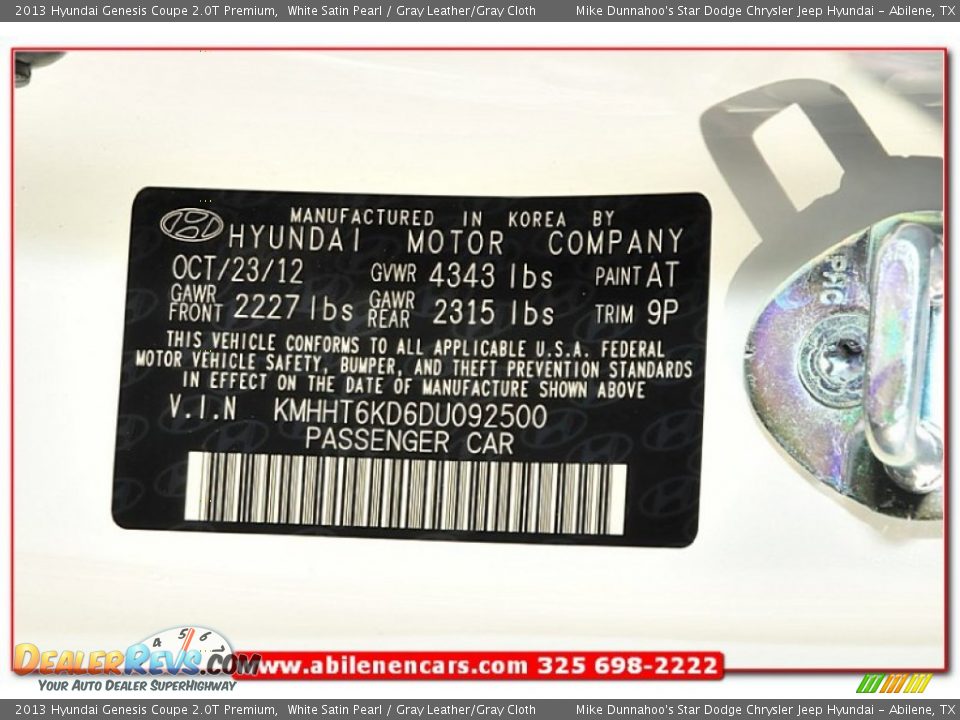 2013 Hyundai Genesis Coupe 2.0T Premium, White Satin Pearl / Gray Leather/Gray Cloth Mike Dunnahoo's Star Dodge Chrysler Jeep Hyundai - Abilene, TX
MANUFACTURED IN KOREA BY
HYUNDAI MOTOR COMPANY
OCT/23/12 GVWR 4343 lbs PAINT AT
GAWR FRONT 2227 lbs GAWR REAR 2315 lbs TRIM 9P
THIS VEHICLE CONFORMS TO ALL APPLICABLE U.S.A. FEDERAL
MOTOR VEHICLE SAFETY, BUMPER, AND THEFT PREVENTION STANDARDS
IN EFFECT ON THE DATE OF MANUFACTURE SHOWN ABOVE
V.I.N KMHHT6KD6DU092500
PASSENGER CAR
PHC
4 5 6 7
DEALERREVS.COM
www.abilenencars.com 325 698-2222
YOUR AUTO DEALER SUPERHIGHWAY
2013 Hyundai Genesis Coupe 2.0T Premium, White Satin Pearl / Gray Leather/Gray Cloth Mike Dunnahoo's Star Dodge Chrysler Jeep Hyundai - Abilene, TX